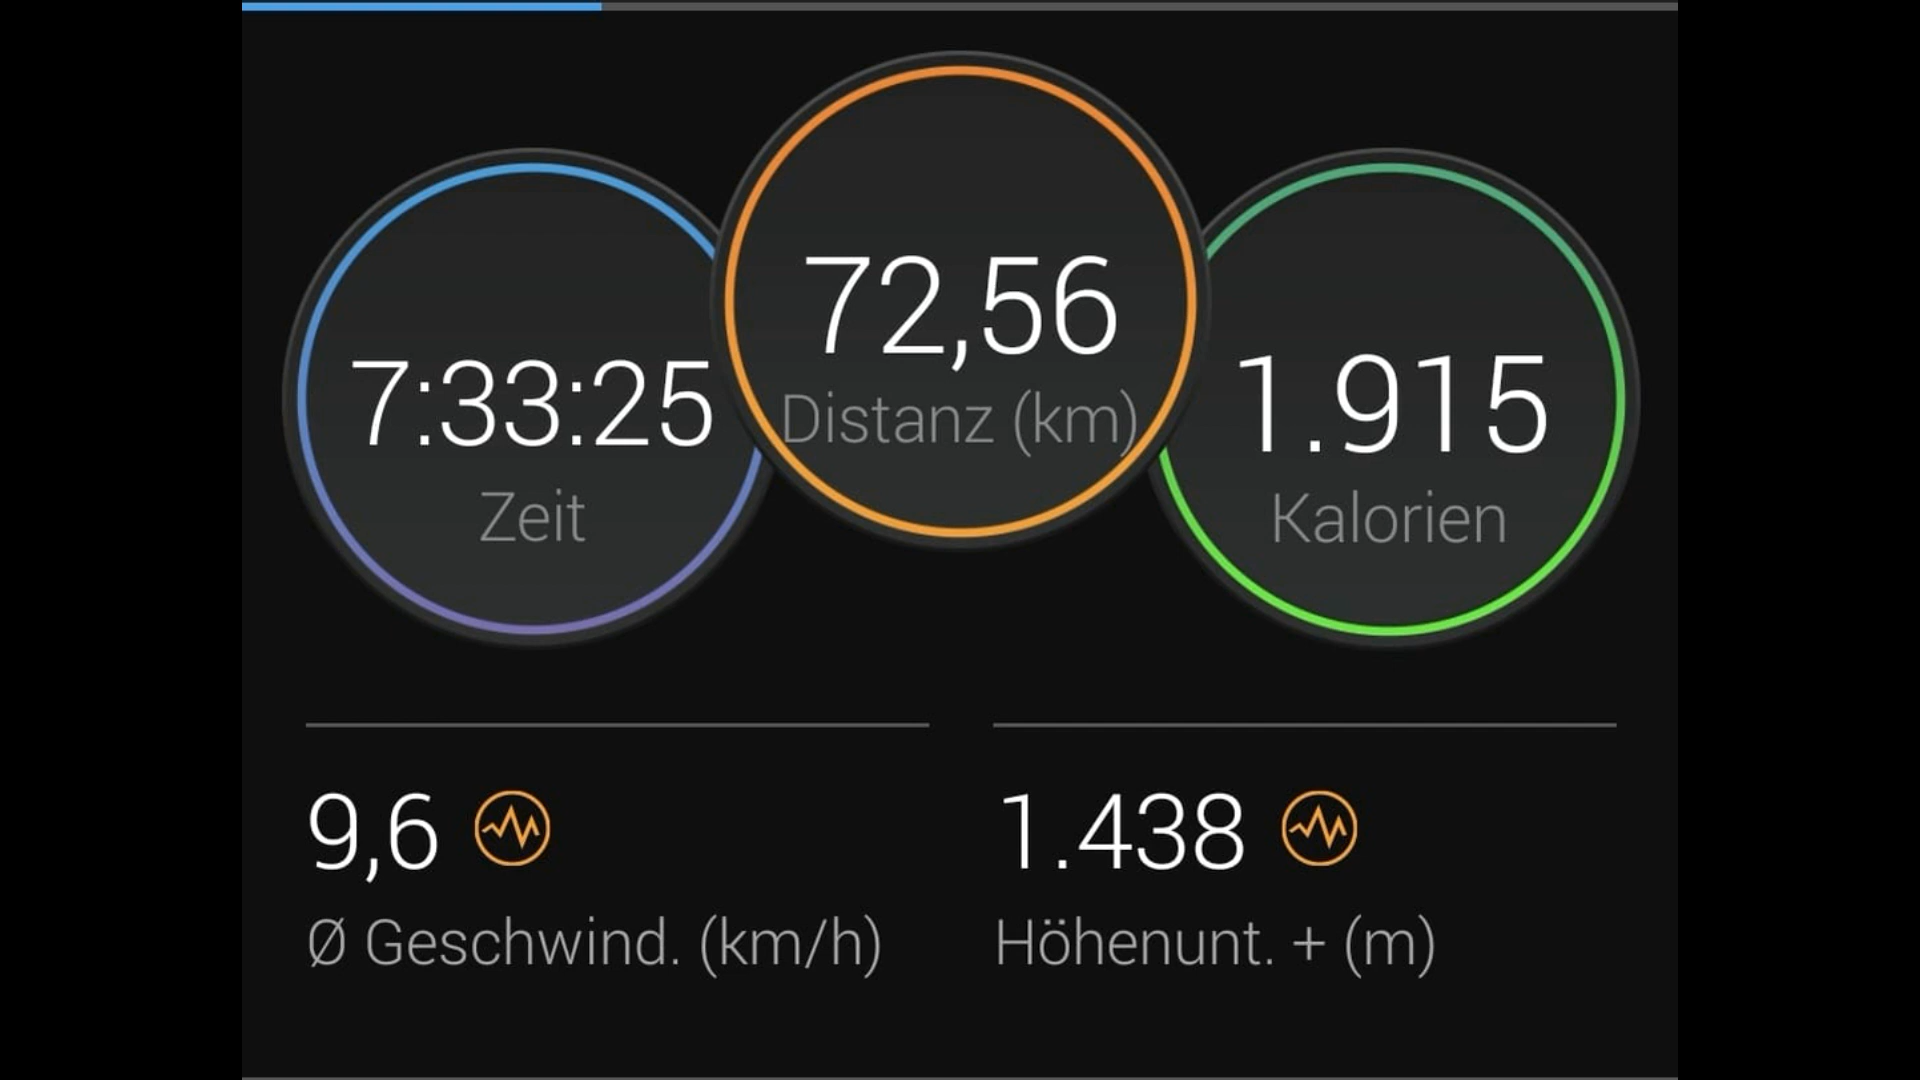 72,56
Distanz (km)
7:33:25
Zeit
1.915
Kalorien
9,6
Ø Geschwind. (km/h)
1.438
Höhenunt. + (m)